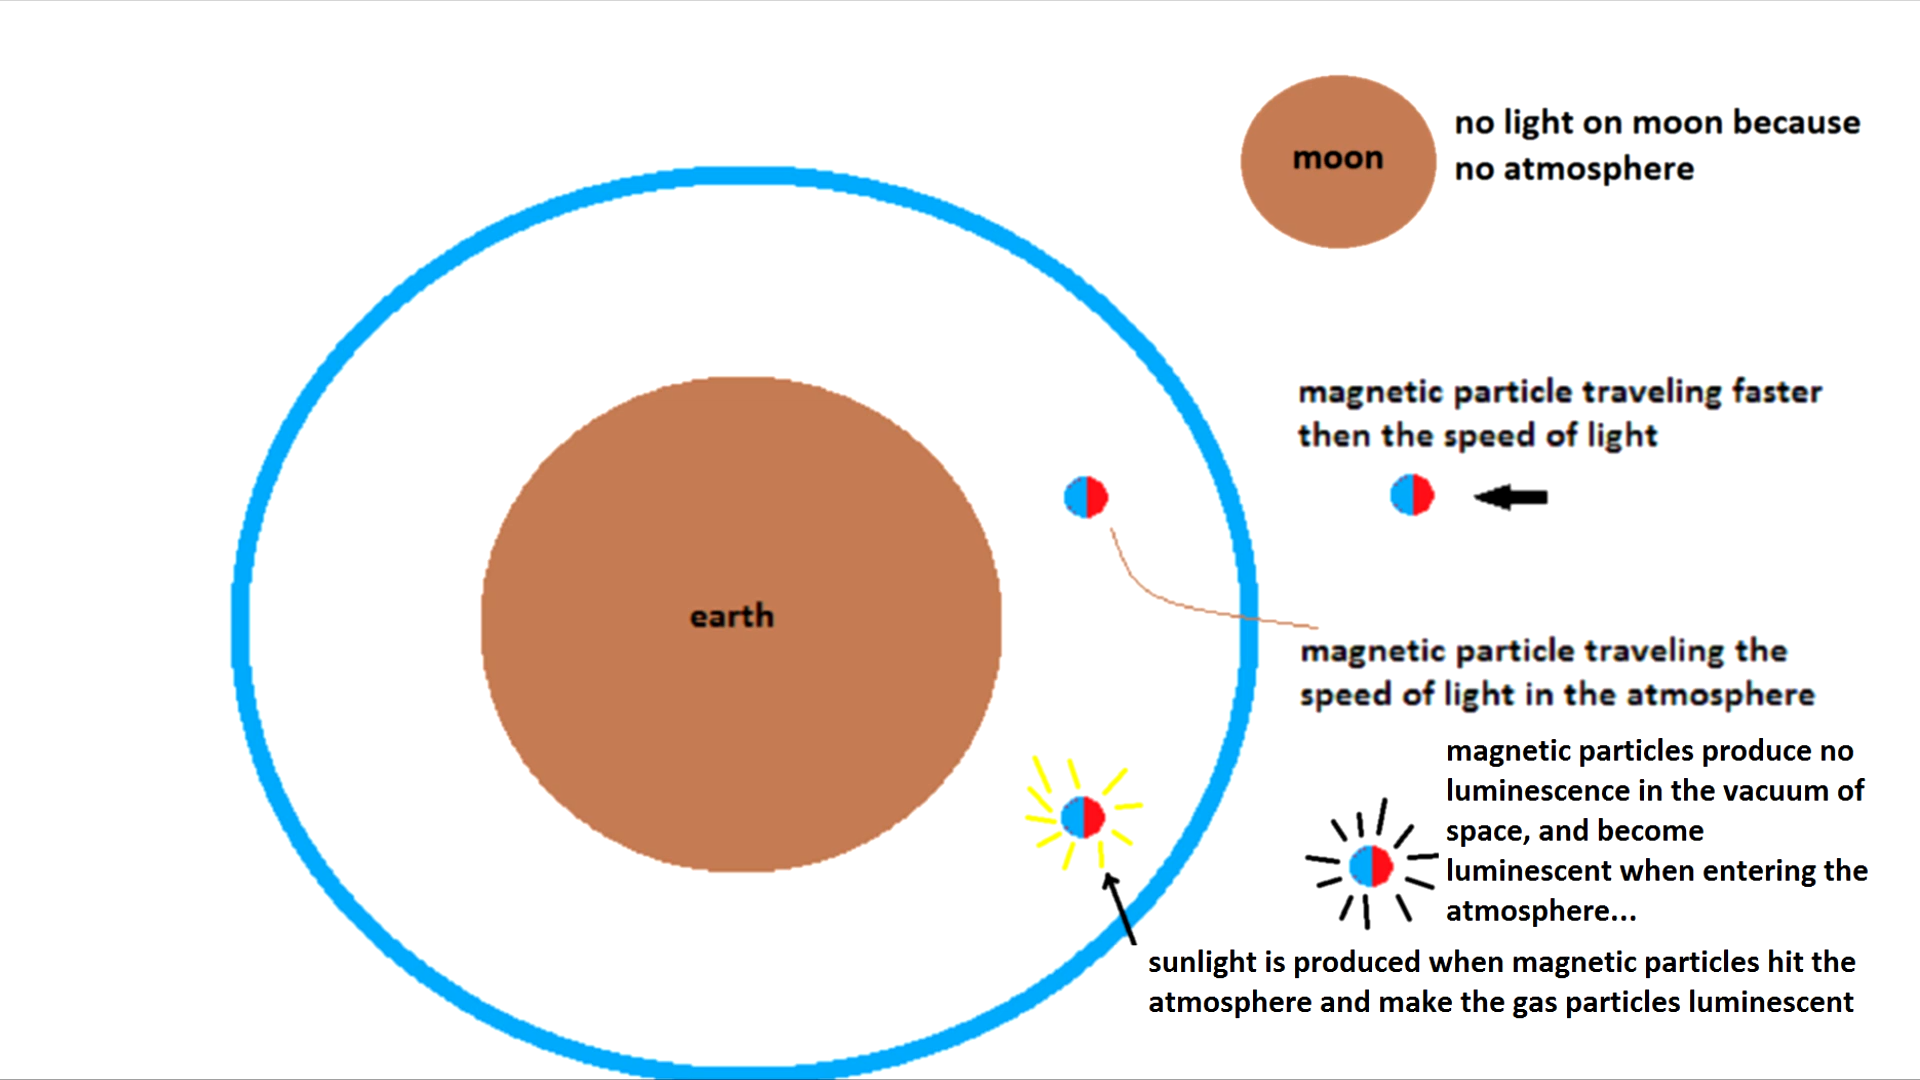 no light on moon because
no atmosphere
moon
magnetic particle traveling faster
then the speed of light
earth
magnetic particle traveling the
speed of light in the atmosphere
magnetic particles produce no
luminescence in the vacuum of
space, and become
luminescent when entering the
atmosphere...
sunlight is produced when magnetic particles hit the
atmosphere and make the gas particles luminescent